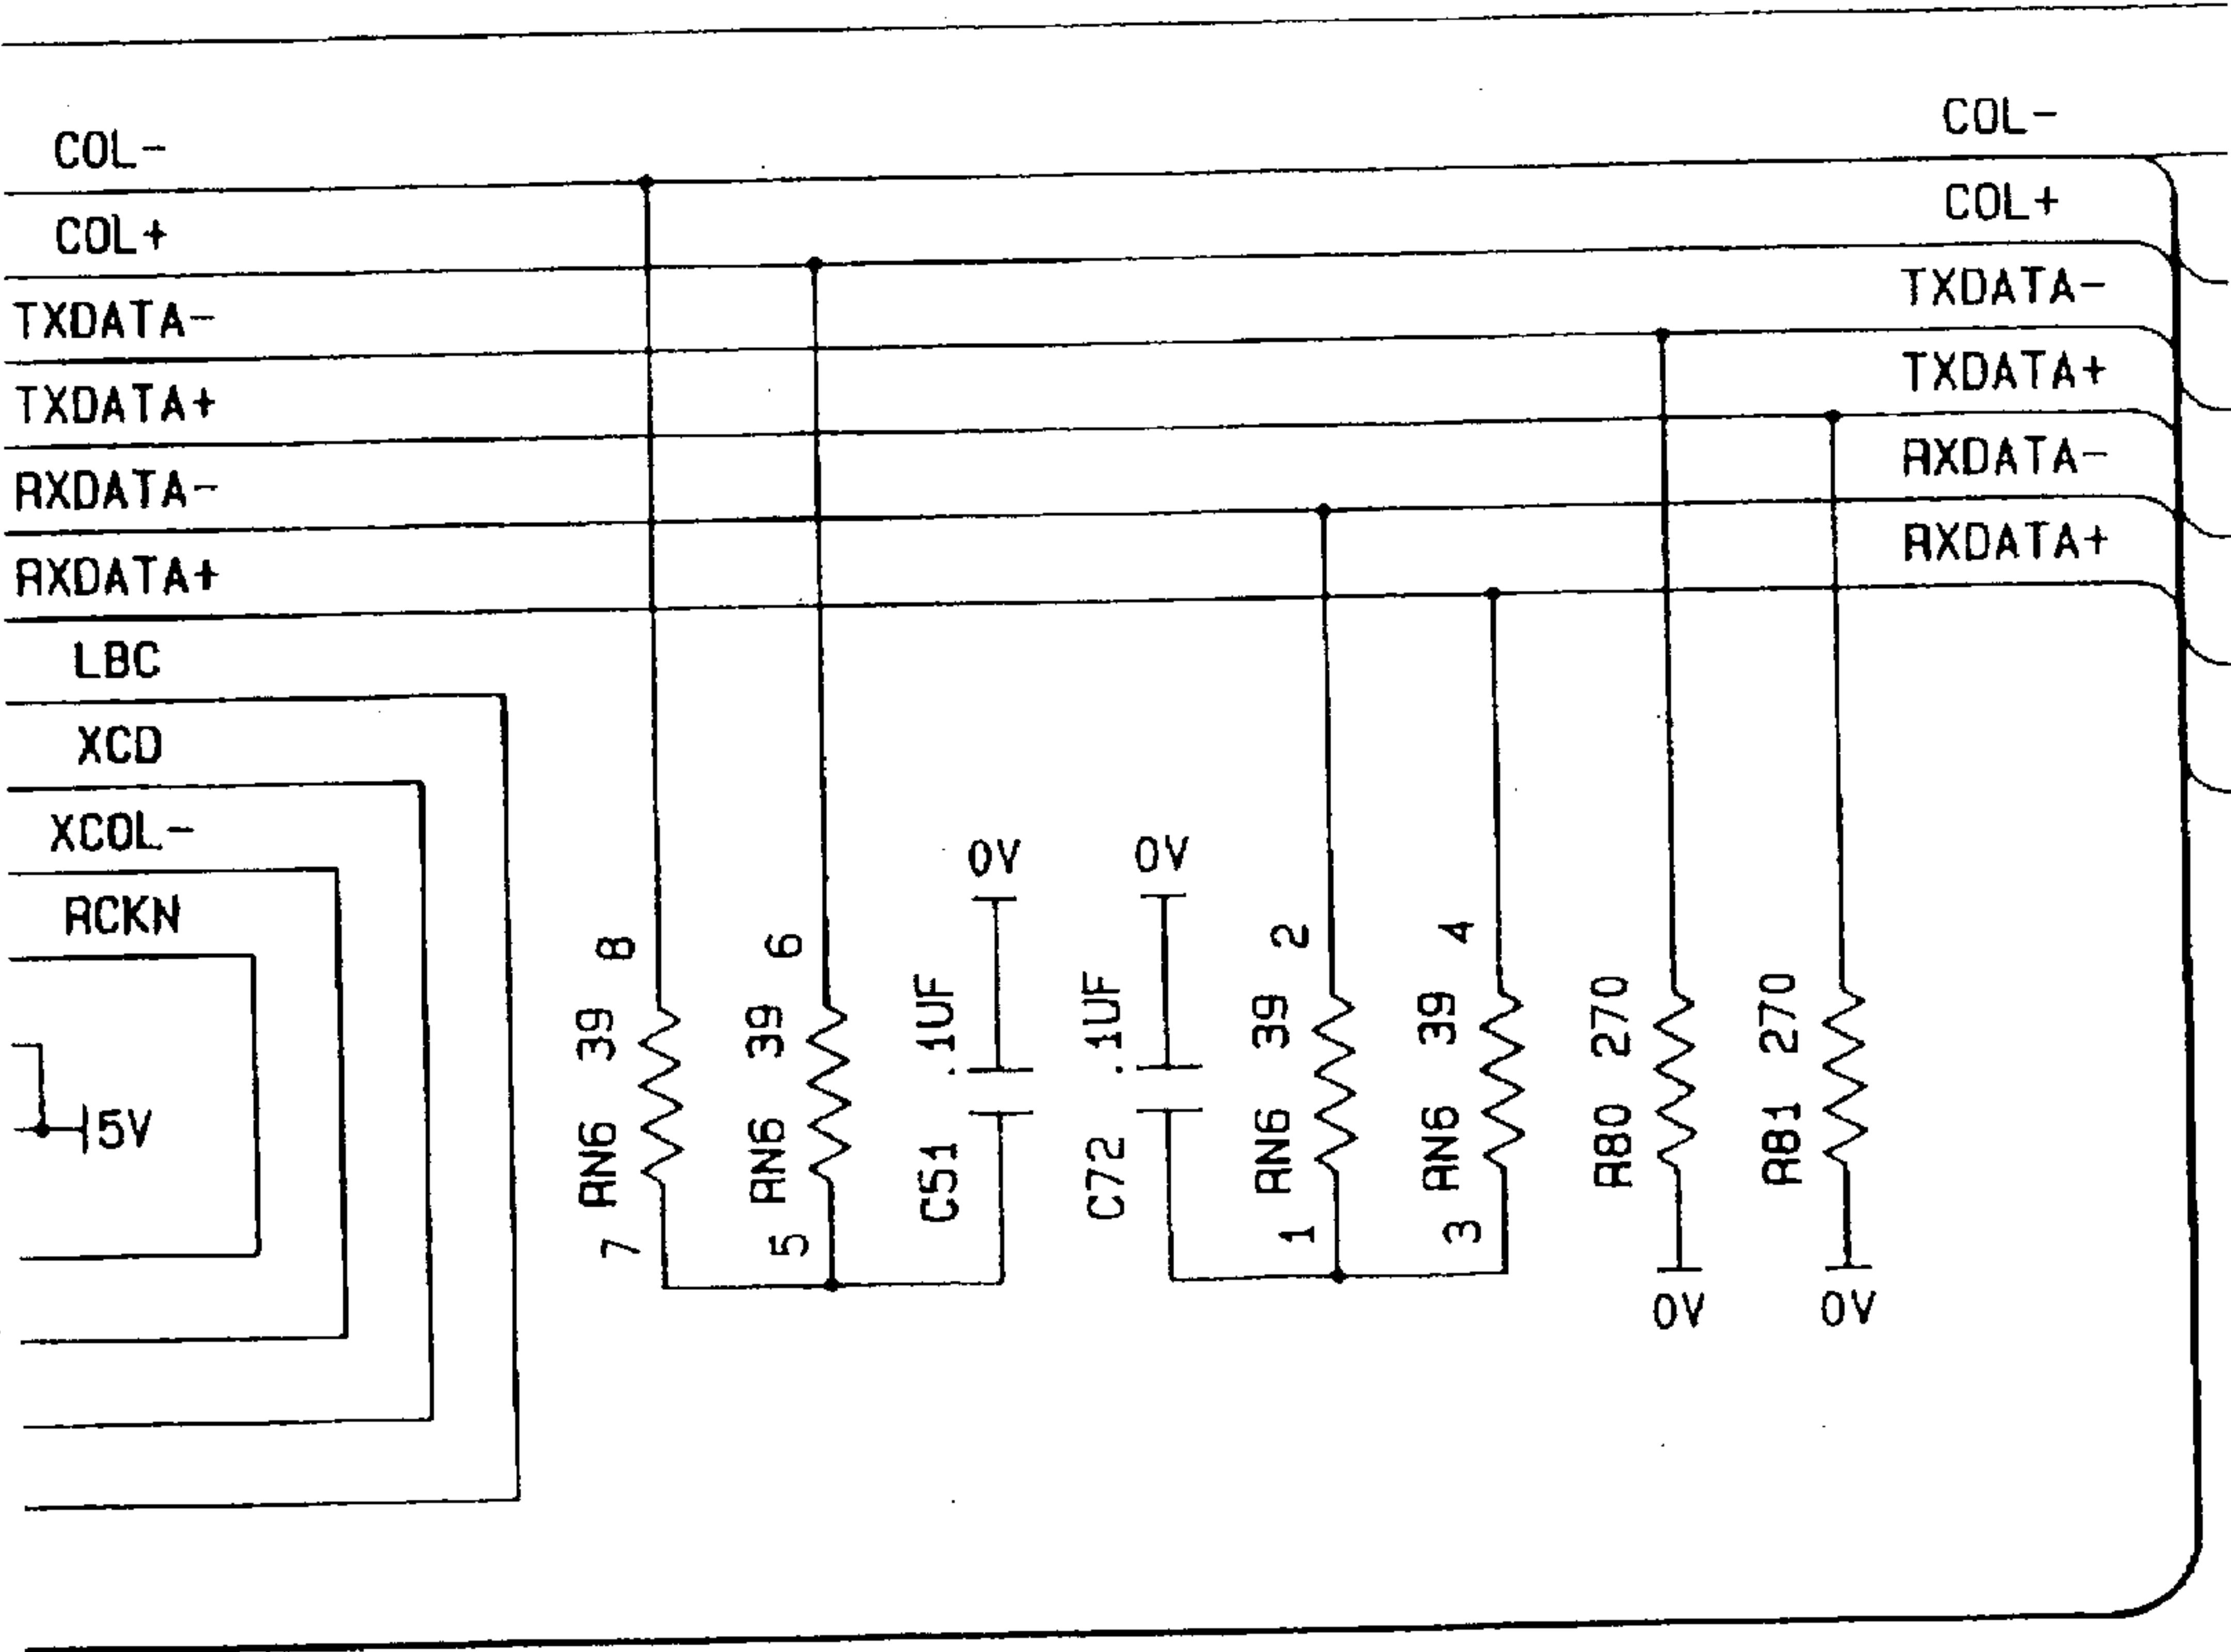 COL-
COL-
COL+
COL+
TXDATA-
TXDATA-
TXDATA+
TXDATA+
RXDATA-
RXDATA-
RXDATA+
RXDATA+
LBC
XCD
XCOL-
RCKN
5V
0V
0V
8
6
2
4
RN6 39
RN6 39
C51 .1UF
C72 .1UF
RN6 39
RN6 39
R80 270
R81 270
7
5
1
3
0V
0V